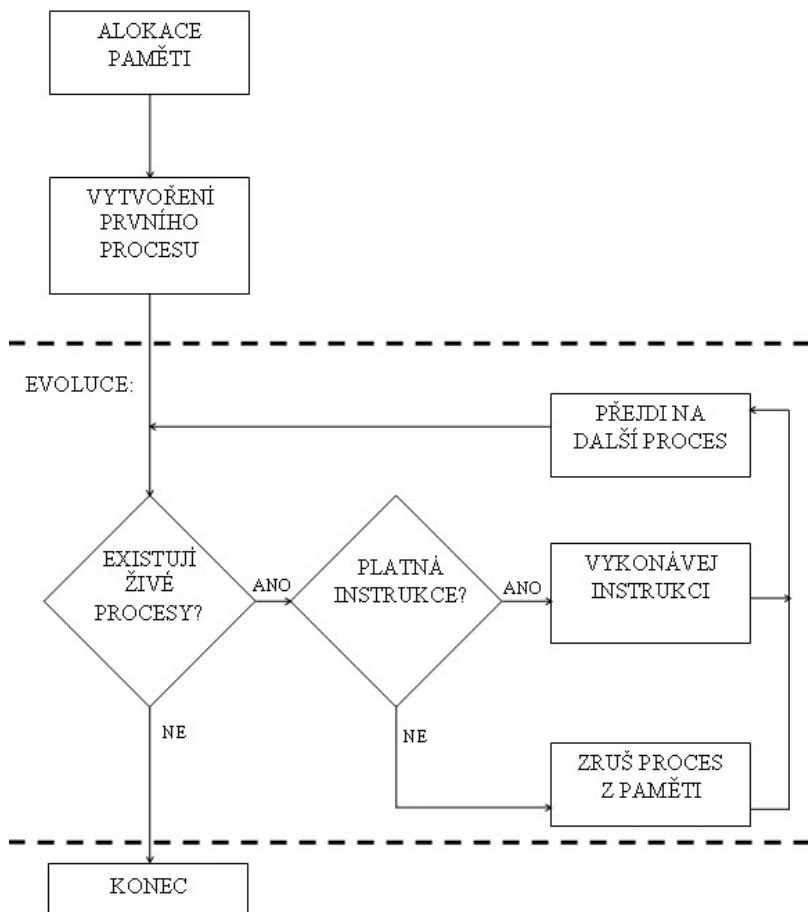 ALOKACE
PAMĚTI
VYTVOŘENÍ
PRVNÍHO
PROCESU
EVOLUCE:
PŘEJDI NA
DALŠÍ PROCES
EXISTUJÍ
ŽIVÉ
PROCESY?
ANO
PLATNÁ
INSTRUKCE?
ANO
VYKONÁVEJ
INSTRUKCI
NE
NE
ZRUŠ PROCES
Z PAMĚTI
KONEC